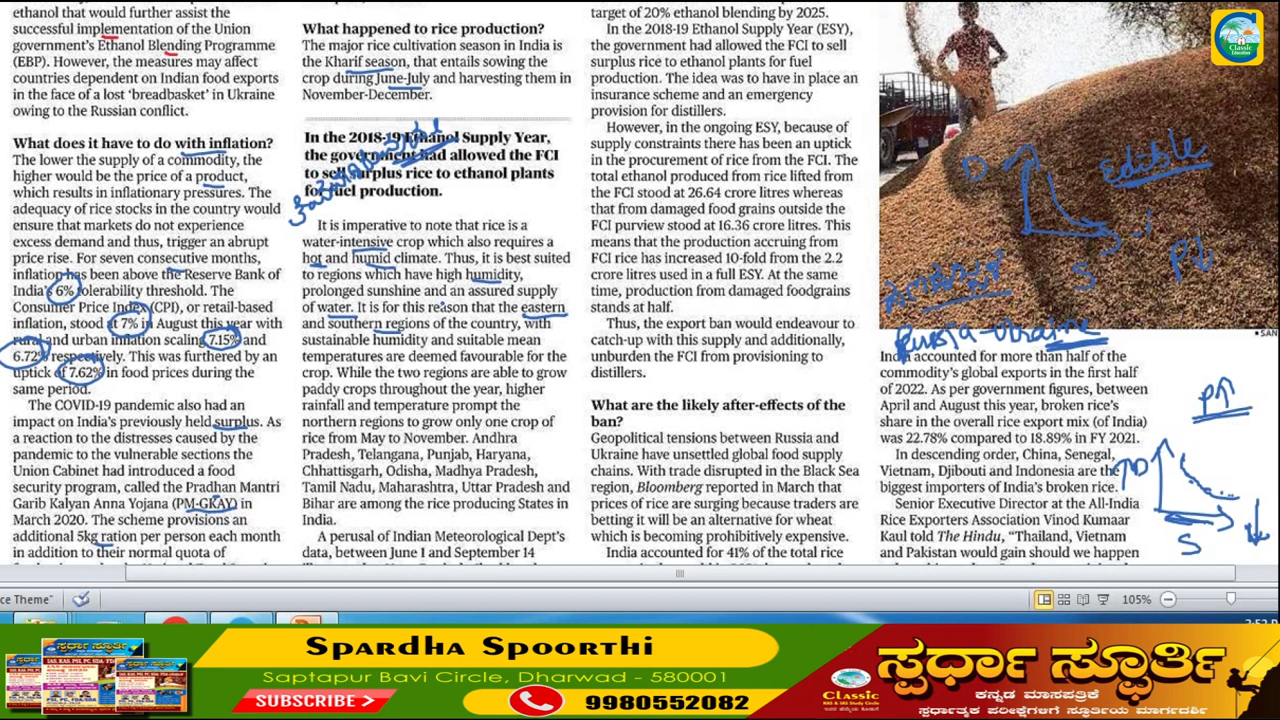 ethanol that would further assist the
successful implementation of the Union
government's Ethanol Blending Programme
(EBP). However, the measures may affect
countries dependent on Indian food exports
in the face of a lost 'breadbasket' in Ukraine
owing to the Russian conflict.
What does it have to do with inflation?
The lower the supply of a commodity, the
higher would be the price of a product,
which results in inflationary pressures. The
adequacy of rice stocks in the country would
ensure that markets do not experience
excess demand and thus, trigger an abrupt
price rise. For seven consecutive months,
inflation has been above the Reserve Bank of
India's 6% tolerability threshold. The
Consumer Price Index (CPI), or retail-based
inflation, stood at 7% in August this year with
rural and urban inflation scaling 7.15% and
6.72% respectively. This was furthered by an
uptick of 7.62% in food prices during the
same period.
The COVID-19 pandemic also had an
impact on India's previously held surplus. As
a reaction to the distresses caused by the
pandemic to the vulnerable sections the
Union Cabinet had introduced a food
security program, called the Pradhan Mantri
Garib Kalyan Anna Yojana (PM-GKAY) in
March 2020. The scheme provisions an
additional 5kg ration per person each month
in addition to their normal quota of
What happened to rice production?
The major rice cultivation season in India is
the Kharif season, that entails sowing the
crop during June-July and harvesting them in
November-December.
In the 2018-19 Ethanol Supply Year,
the government had allowed the FCI
to sell surplus rice to ethanol plants
for fuel production.
It is imperative to note that rice is a
water-intensive crop which also requires a
hot and humid climate. Thus, it is best suited
to regions which have high humidity,
prolonged sunshine and an assured supply
of water. It is for this reason that the eastern
and southern regions of the country, with
sustainable humidity and suitable mean
temperatures are deemed favourable for the
crop. While the two regions are able to grow
paddy crops throughout the year, higher
rainfall and temperature prompt the
northern regions to grow only one crop of
rice from May to November. Andhra
Pradesh, Telangana, Punjab, Haryana,
Chhattisgarh, Odisha, Madhya Pradesh,
Tamil Nadu, Maharashtra, Uttar Pradesh and
Bihar are among the rice producing States in
India.
A perusal of Indian Meteorological Dept's
data, between June 1 and September 14
target of 20% ethanol blending by 2025.
In the 2018-19 Ethanol Supply Year (ESY),
the government had allowed the FCI to sell
surplus rice to ethanol plants for fuel
production. The idea was to have in place an
insurance scheme and an emergency
provision for distillers.
However, in the ongoing ESY, because of
supply constraints there has been an uptick
in the procurement of rice from the FCI. The
total ethanol produced from rice lifted from
the FCI stood at 26.64 crore litres whereas
that from damaged food grains outside the
FCI purview stood at 16.36 crore litres. This
means that the production accruing from
FCI rice has increased 10-fold from the 2.2
crore litres used in a full ESY. At the same
time, production from damaged foodgrains
stands at half.
Thus, the export ban would endeavour to
catch-up with this supply and additionally,
unburden the FCI from provisioning to
distillers.
What are the likely after-effects of the
ban?
Geopolitical tensions between Russia and
Ukraine have unsettled global food supply
chains. With trade disrupted in the Black Sea
region, Bloomberg reported in March that
prices of rice are surging because traders are
betting it will be an alternative for wheat
which is becoming prohibitively expensive.
India accounted for 41% of the total rice
Classic
Education
D
edible
S
P↓
Russia-Ukraine
SAN
India accounted for more than half of the
commodity's global exports in the first half
of 2022. As per government figures, between
April and August this year, broken rice's
share in the overall rice export mix (of India)
was 22.78% compared to 18.89% in FY 2021.
In descending order, China, Senegal,
Vietnam, Djibouti and Indonesia are the
biggest importers of India's broken rice.
Senior Executive Director at the All-India
Rice Exporters Association Vinod Kumaar
Kaul told The Hindu, "Thailand, Vietnam
and Pakistan would gain should we happen
P↑
↑D
S
ce Theme"
105%
Spardha Spoorthi
Saptapur Bavi Circle, Dharwad - 580001
SUBSCRIBE
9980552082
Classic
ಸ್ಪರ್ಧಾ ಸ್ಫೂರ್ತಿ
ಕನ್ನಡ ಮಾಸಪತ್ರಿಕೆ
ಸ್ಪರ್ಧಾತ್ಮಕ ಪರೀಕ್ಷೆಗಳಿಗೆ ಸ್ಫೂರ್ತಿಯ ಮಾರ್ಗದರ್ಶಿ